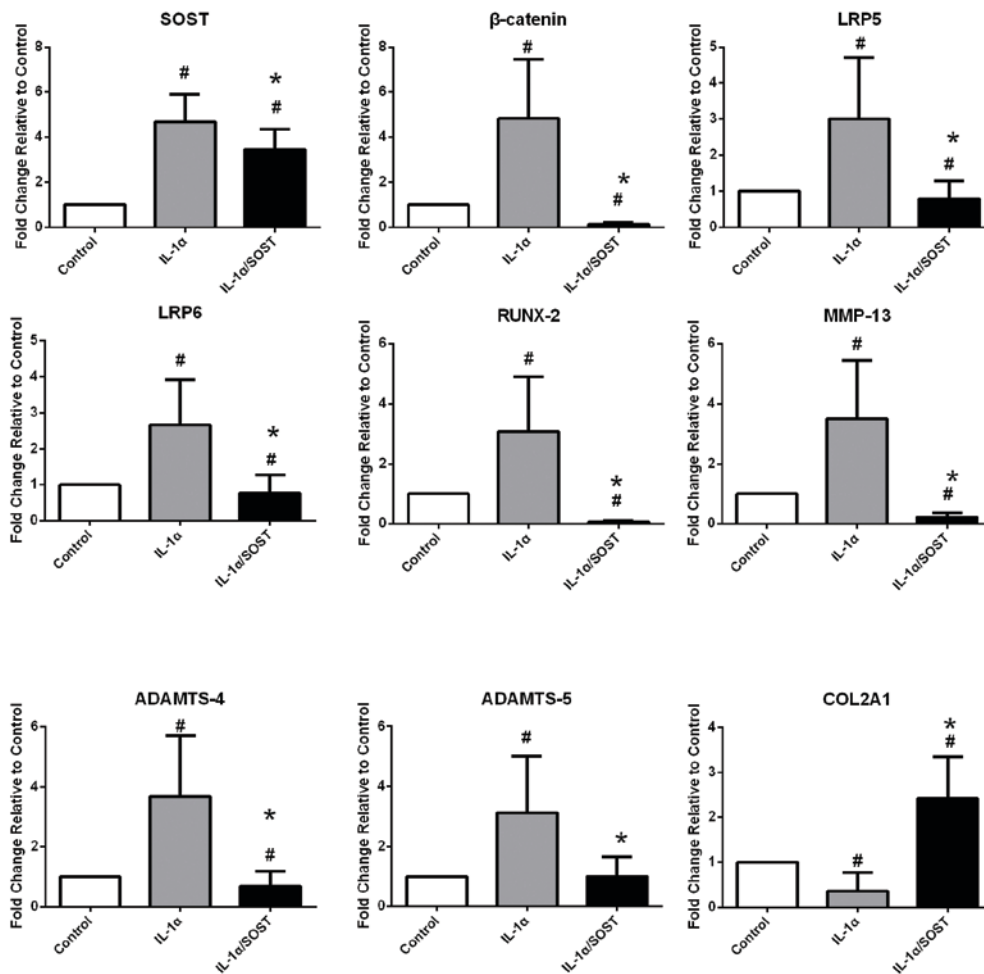 SOST
Fold Change Relative to Control
8
6
4
2
0
#
*
#
Control
IL-1α
IL-1α/SOST
β-catenin
Fold Change Relative to Control
8
6
4
2
0
#
*
#
Control
IL-1α
IL-1α/SOST
LRP5
Fold Change Relative to Control
5
4
3
2
1
0
#
*
#
Control
IL-1α
IL-1α/SOST
LRP6
Fold Change Relative to Control
5
4
3
2
1
0
#
*
#
Control
IL-1α
IL-1α/SOST
RUNX-2
Fold Change Relative to Control
6
4
2
0
#
*
#
Control
IL-1α
IL-1α/SOST
MMP-13
Fold Change Relative to Control
6
4
2
0
#
*
#
Control
IL-1α
IL-1α/SOST
ADAMTS-4
Fold Change Relative to Control
6
4
2
0
#
*
#
Control
IL-1α
IL-1α/SOST
ADAMTS-5
Fold Change Relative to Control
6
4
2
0
#
*
Control
IL-1α
IL-1α/SOST
COL2A1
Fold Change Relative to Control
4
3
2
1
0
#
*
#
Control
IL-1α
IL-1α/SOST